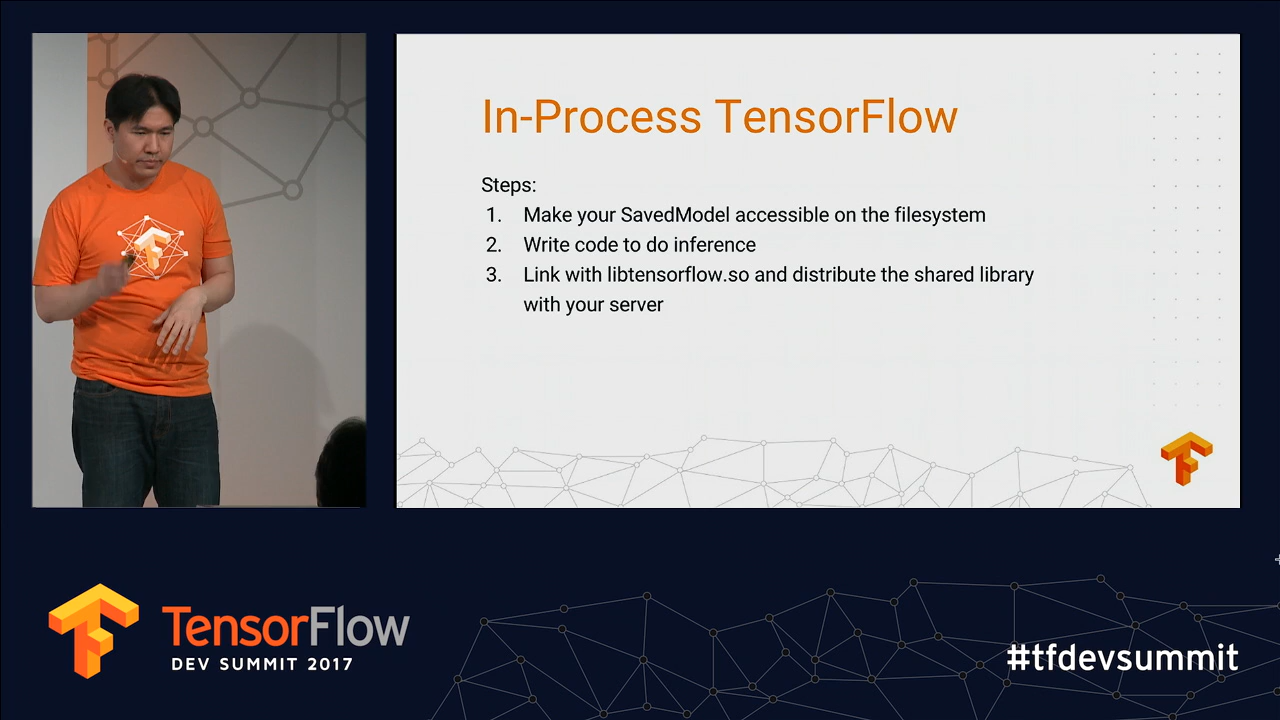 In-Process TensorFlow
Steps:
1. Make your SavedModel accessible on the filesystem
2. Write code to do inference
3. Link with libtensorflow.so and distribute the shared library
with your server
TensorFlow
DEV SUMMIT 2017
#tfdevsummit